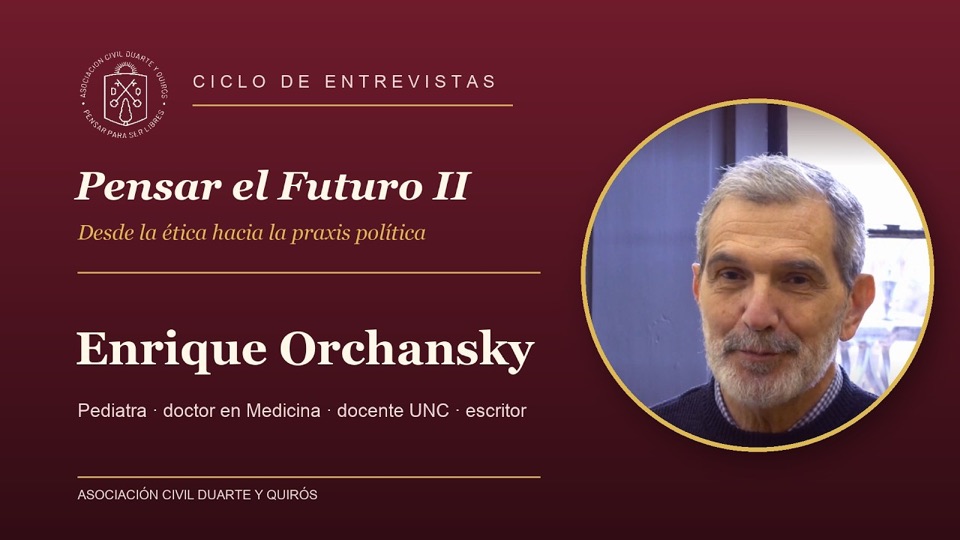 ASOCIACIÓN CIVIL DUARTE Y QUIRÓS
PENSAR PARA SER LIBRES
CICLO DE ENTREVISTAS
Pensar el Futuro II
Desde la ética hacia la praxis política
Enrique Orchansky
Pediatra · doctor en Medicina · docente UNC · escritor
ASOCIACIÓN CIVIL DUARTE Y QUIRÓS